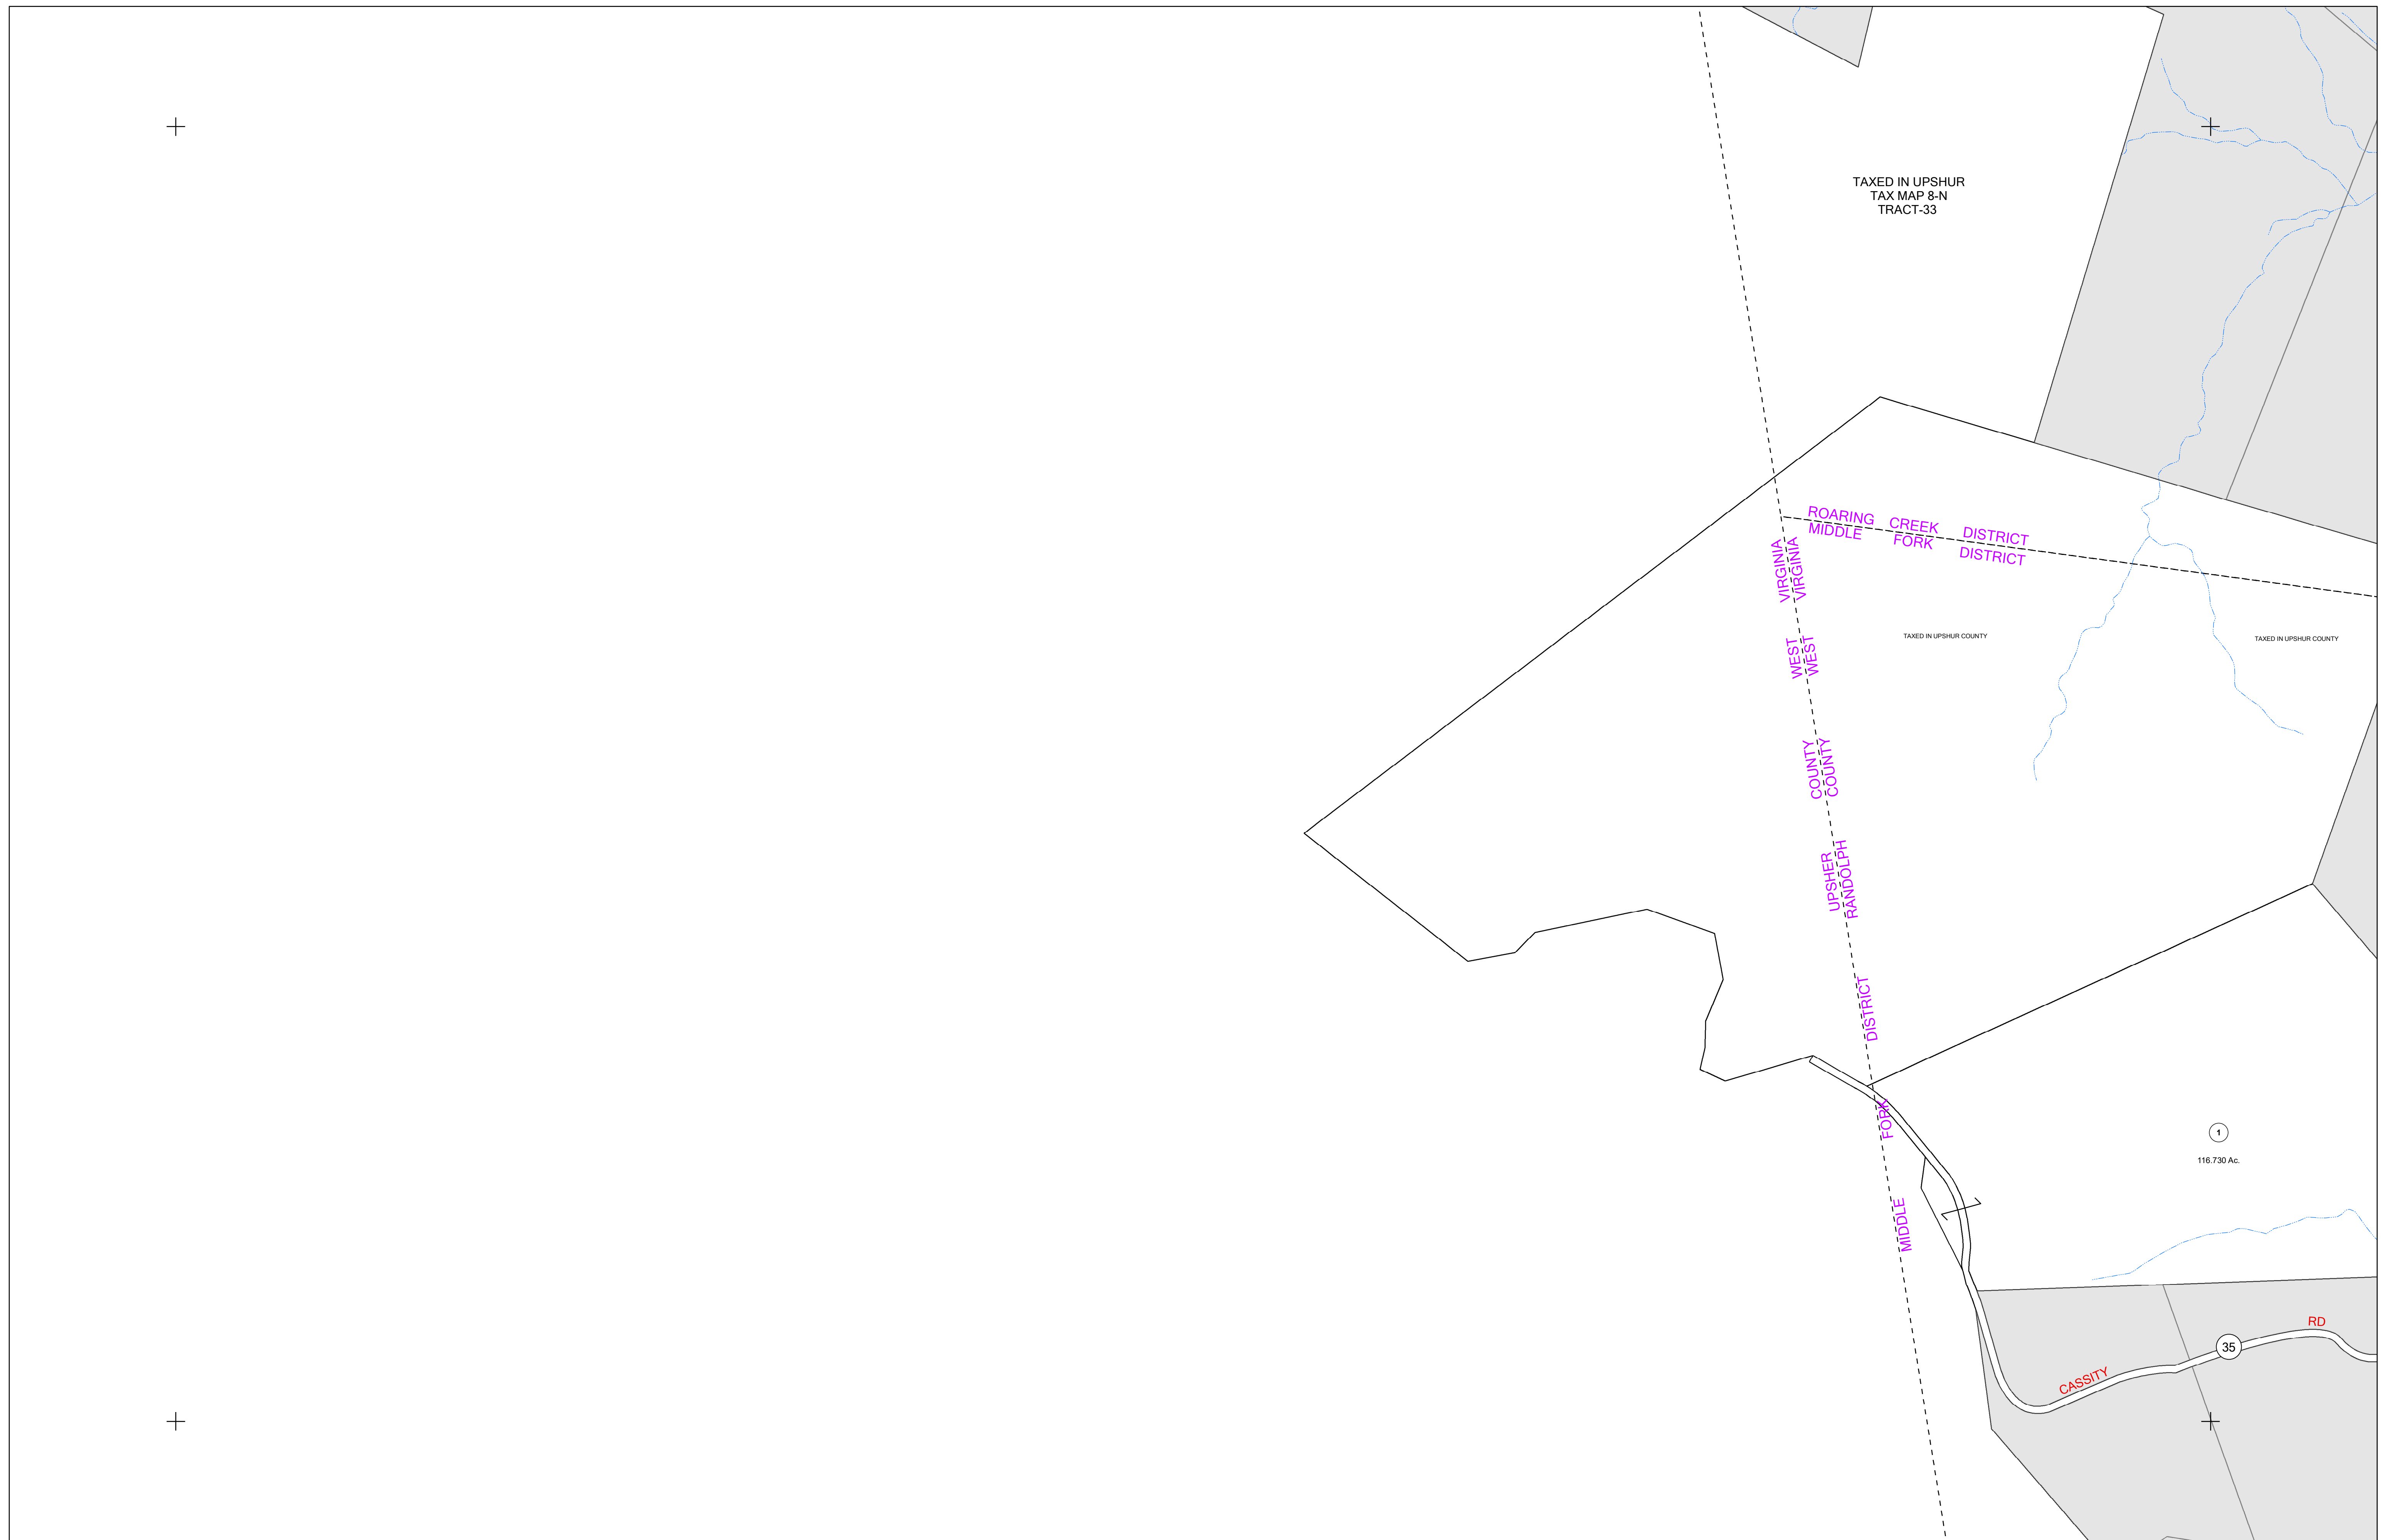 TAXED IN UPSHUR
TAX MAP 8-N
TRACT-33
ROARING CREEK DISTRICT
MIDDLE FORK DISTRICT
UPSHER COUNTY WEST VIRGINIA
MIDDLE FORK DISTRICT RANDOLPH COUNTY WEST VIRGINIA
TAXED IN UPSHUR COUNTY
TAXED IN UPSHUR COUNTY
1
116.730 Ac.
CASSITY RD
35